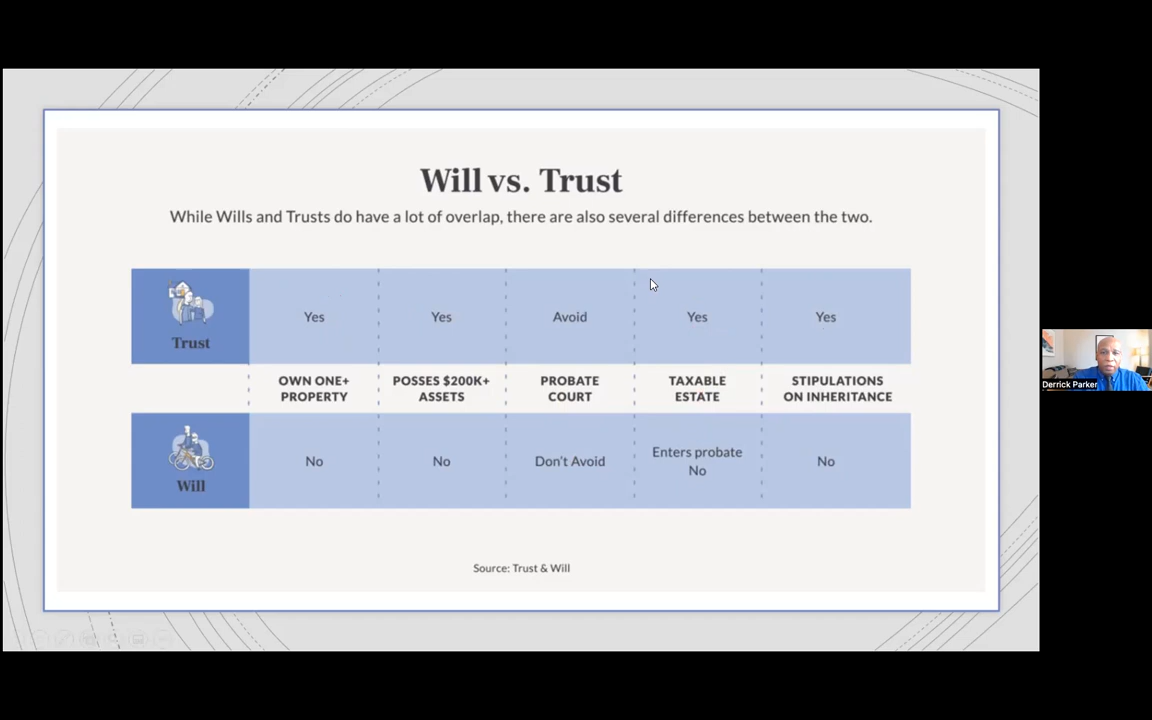 Will vs. Trust
While Wills and Trusts do have a lot of overlap, there are also several differences between the two.
Trust
Yes
Yes
Avoid
Yes
Yes
OWN ONE+
PROPERTY
POSSES $200K+
ASSETS
PROBATE
COURT
TAXABLE
ESTATE
STIPULATIONS
ON INHERITANCE
Will
No
No
Don't Avoid
Enters probate
No
No
Source: Trust & Will
Derrick Parker